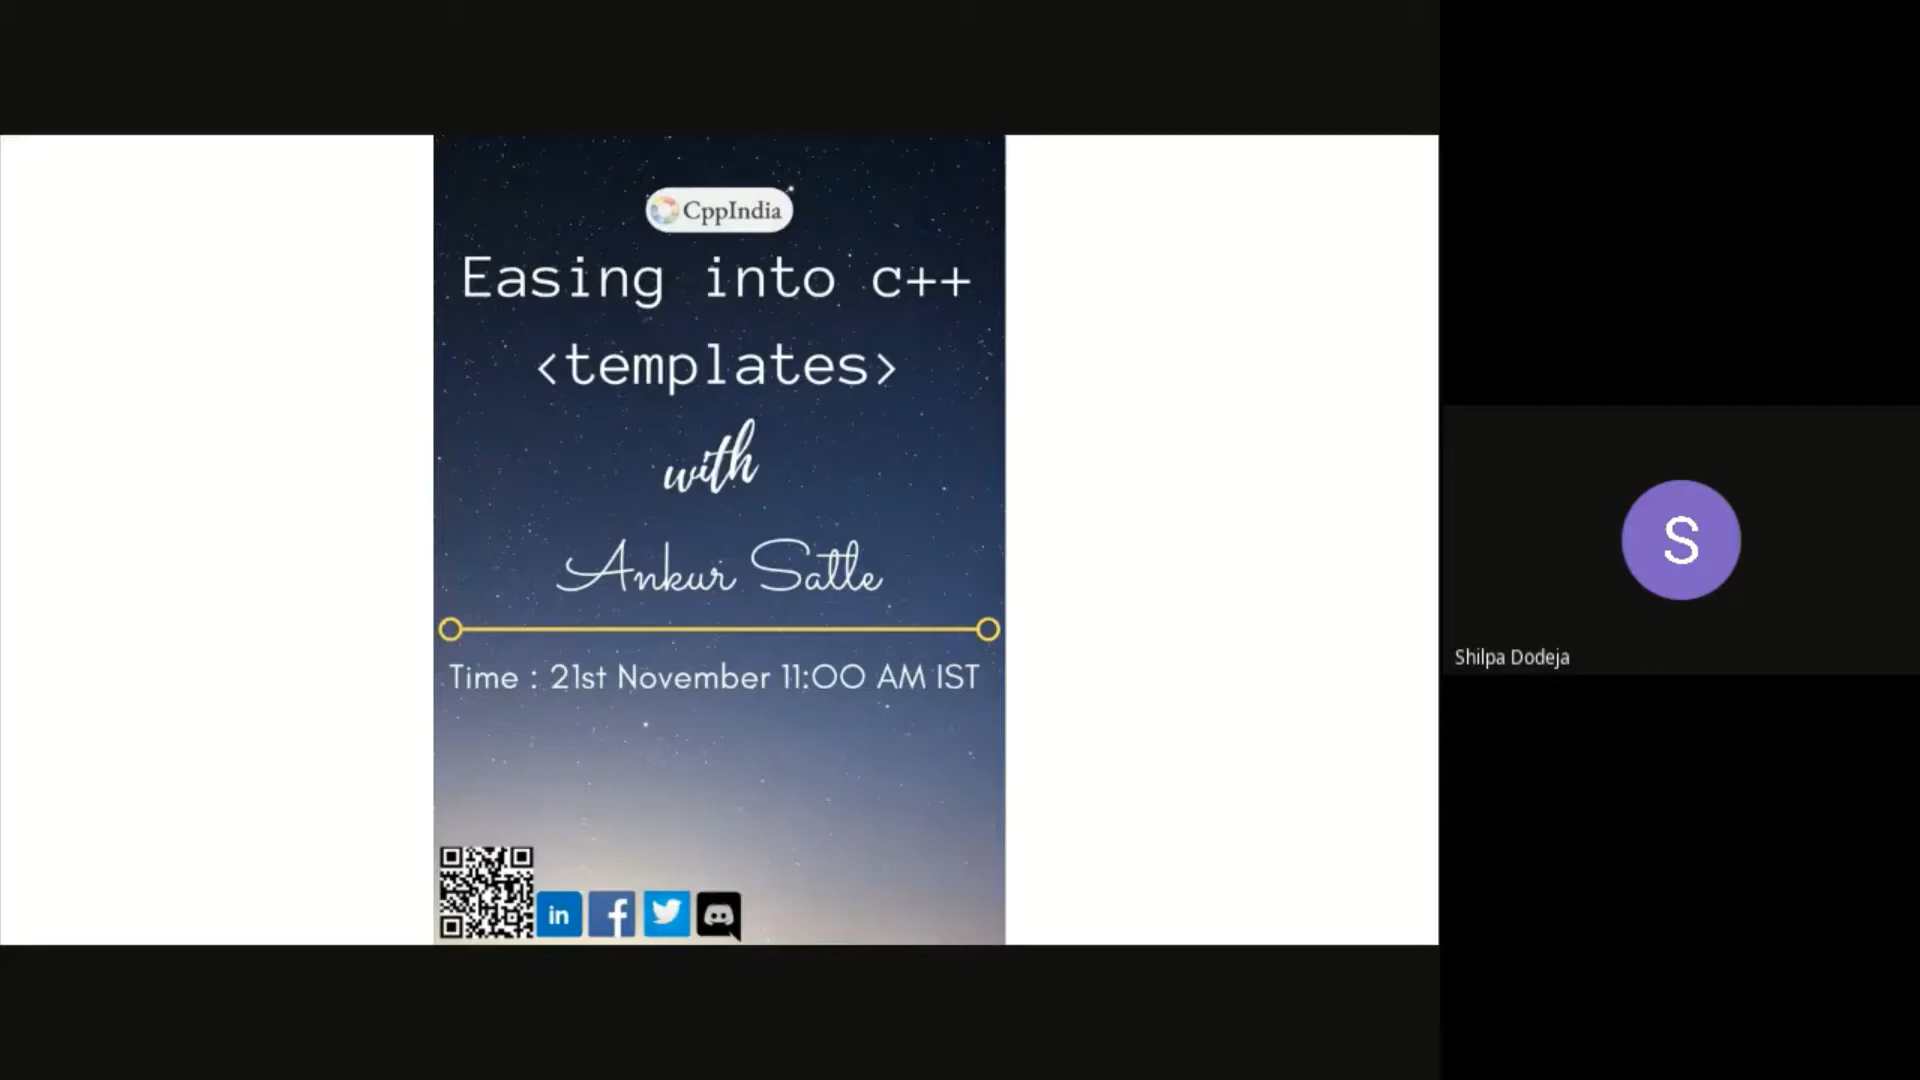 CppIndia
Easing into c++
<templates>
with
Ankur Satle
Time : 21st November 11:00 AM IST
in
S
Shilpa Dodeja